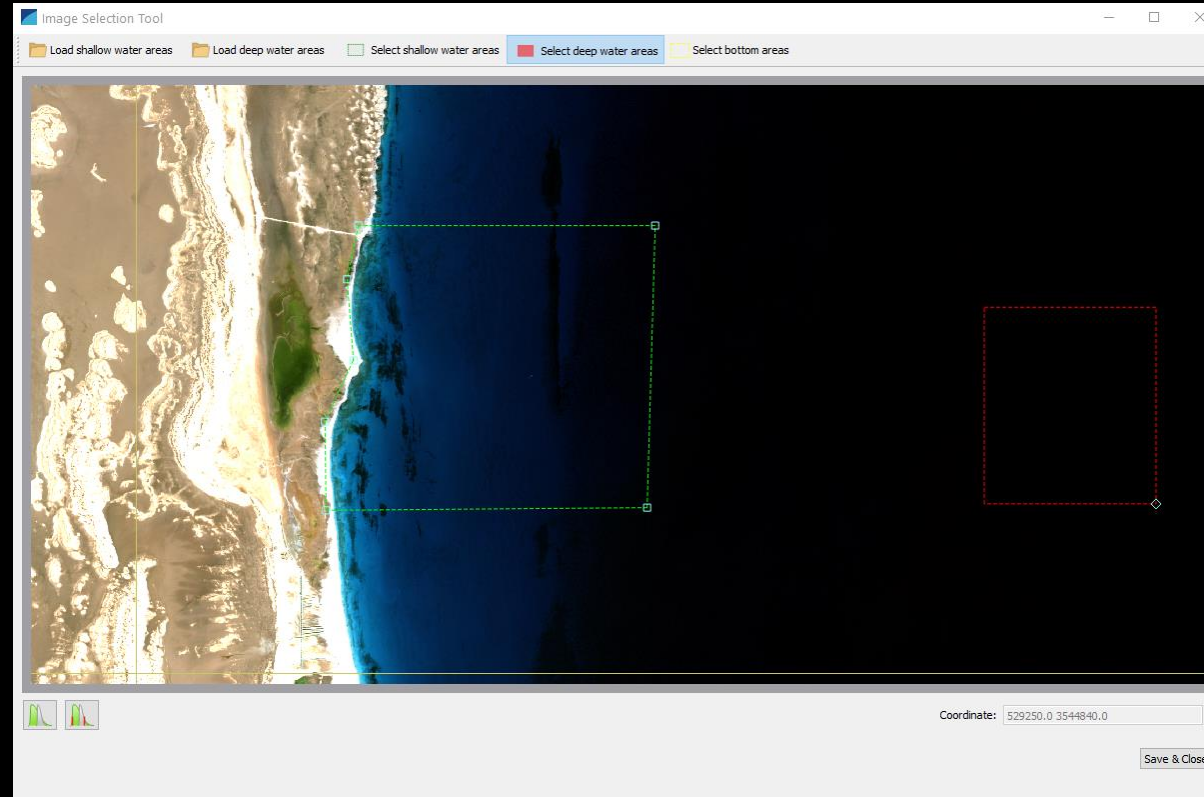 Image Selection Tool
Load shallow water areas Load deep water areas Select shallow water areas Select deep water areas Select bottom areas
Coordinate: 529250.0 3544840.0
Save & Close